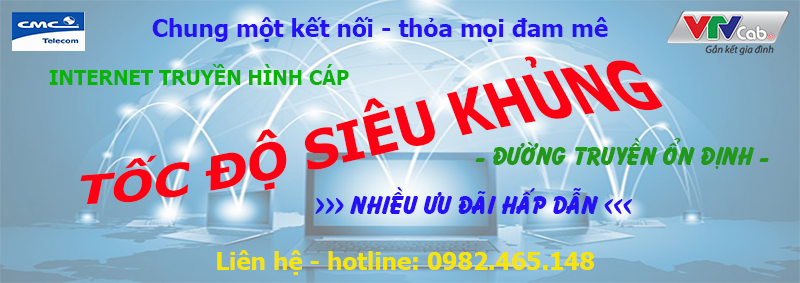 CMC
Telecom
Chung một kết nối - thỏa mọi đam mê
VTVCab
Gắn kết gia đình
INTERNET TRUYỀN HÌNH CÁP
TỐC ĐỘ SIÊU KHỦNG
- ĐƯỜNG TRUYỀN ỔN ĐỊNH -
>>> NHIỀU ƯU ĐÃI HẤP DẪN <<<
Liên hệ - hotline: 0982.465.148